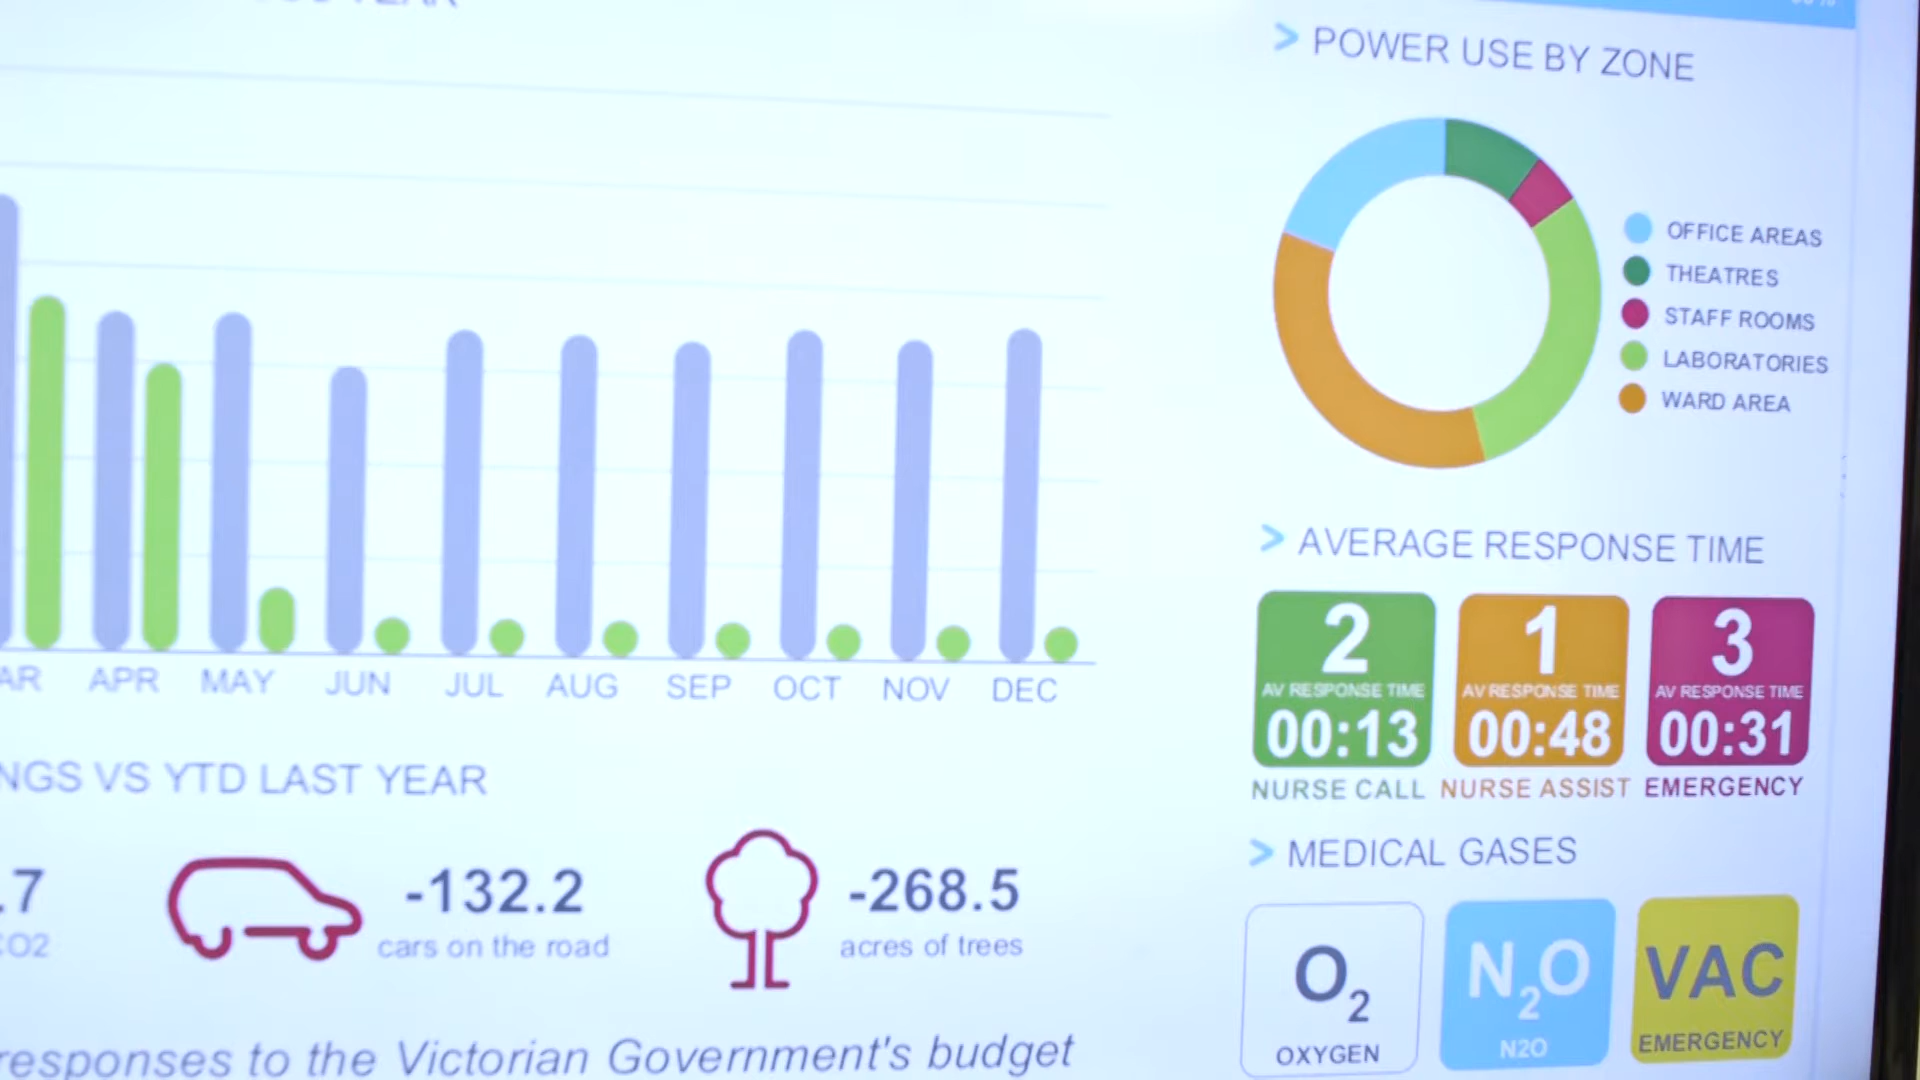 YEAR
AR APR MAY JUN JUL AUG SEP OCT NOV DEC
NGS VS YTD LAST YEAR
.7
CO2
-132.2
cars on the road
-268.5
acres of trees
responses to the Victorian Government's budget
> POWER USE BY ZONE
OFFICE AREAS
THEATRES
STAFF ROOMS
LABORATORIES
WARD AREA
> AVERAGE RESPONSE TIME
2
AV RESPONSE TIME
00:13
NURSE CALL
1
AV RESPONSE TIME
00:48
NURSE ASSIST
3
AV RESPONSE TIME
00:31
EMERGENCY
> MEDICAL GASES
O2
OXYGEN
N2O
N2O
VAC
EMERGENCY